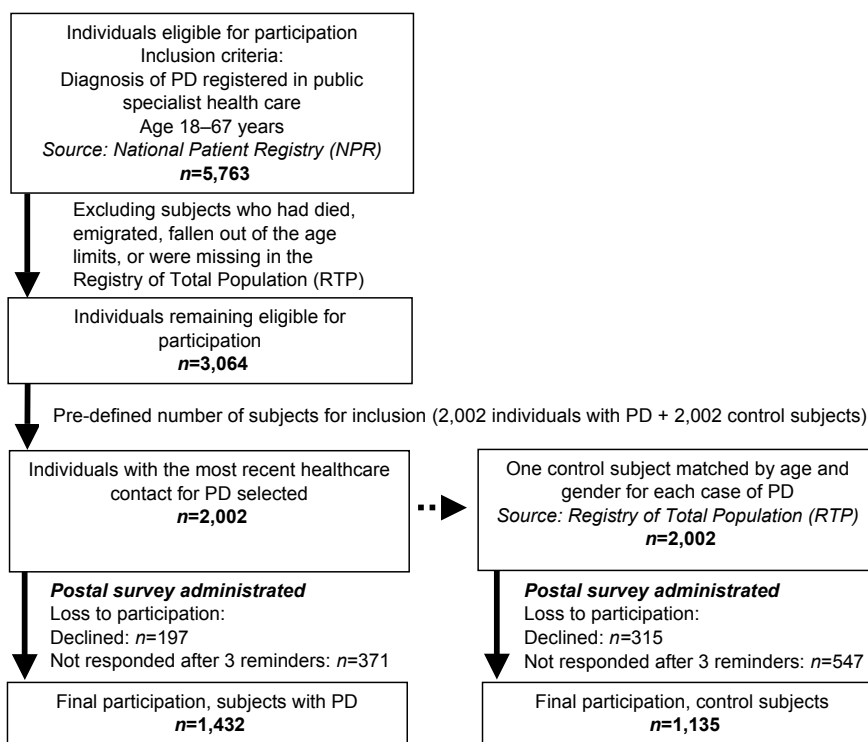 Individuals eligible for participation
Inclusion criteria:
Diagnosis of PD registered in public
specialist health care
Age 18–67 years
Source: National Patient Registry (NPR)
n=5,763
Excluding subjects who had died,
emigrated, fallen out of the age
limits, or were missing in the
Registry of Total Population (RTP)
Individuals remaining eligible for
participation
n=3,064
Pre-defined number of subjects for inclusion (2,002 individuals with PD + 2,002 control subjects)
Individuals with the most recent healthcare
contact for PD selected
n=2,002
One control subject matched by age and
gender for each case of PD
Source: Registry of Total Population (RTP)
n=2,002
Postal survey administrated
Loss to participation:
Declined: n=197
Not responded after 3 reminders: n=371
Postal survey administrated
Loss to participation:
Declined: n=315
Not responded after 3 reminders: n=547
Final participation, subjects with PD
n=1,432
Final participation, control subjects
n=1,135